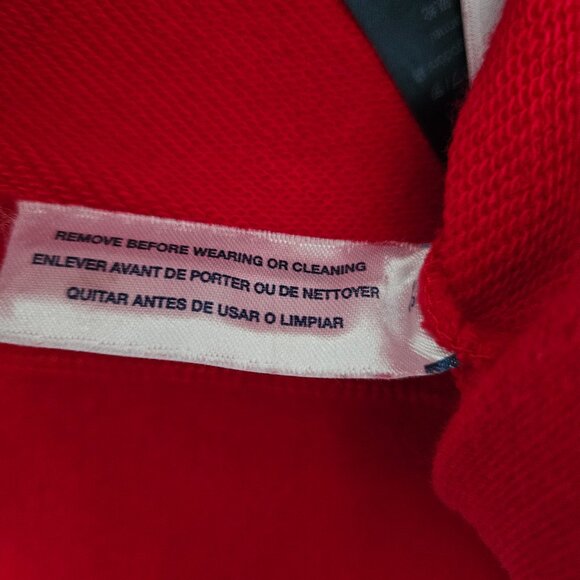 REMOVE BEFORE WEARING OR CLEANING
ENLEVER AVANT DE PORTER OU DE NETTOYER
QUITAR ANTES DE USAR O LIMPIAR